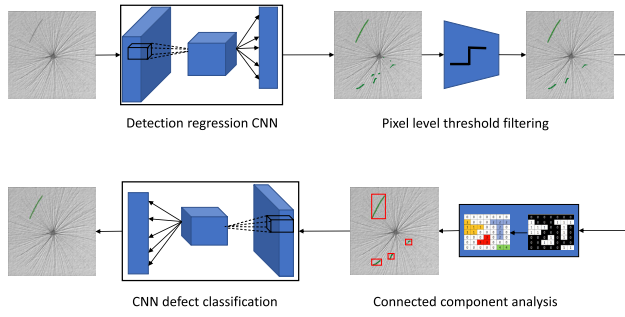 Detection regression CNN
Pixel level threshold filtering
CNN defect classification
Connected component analysis